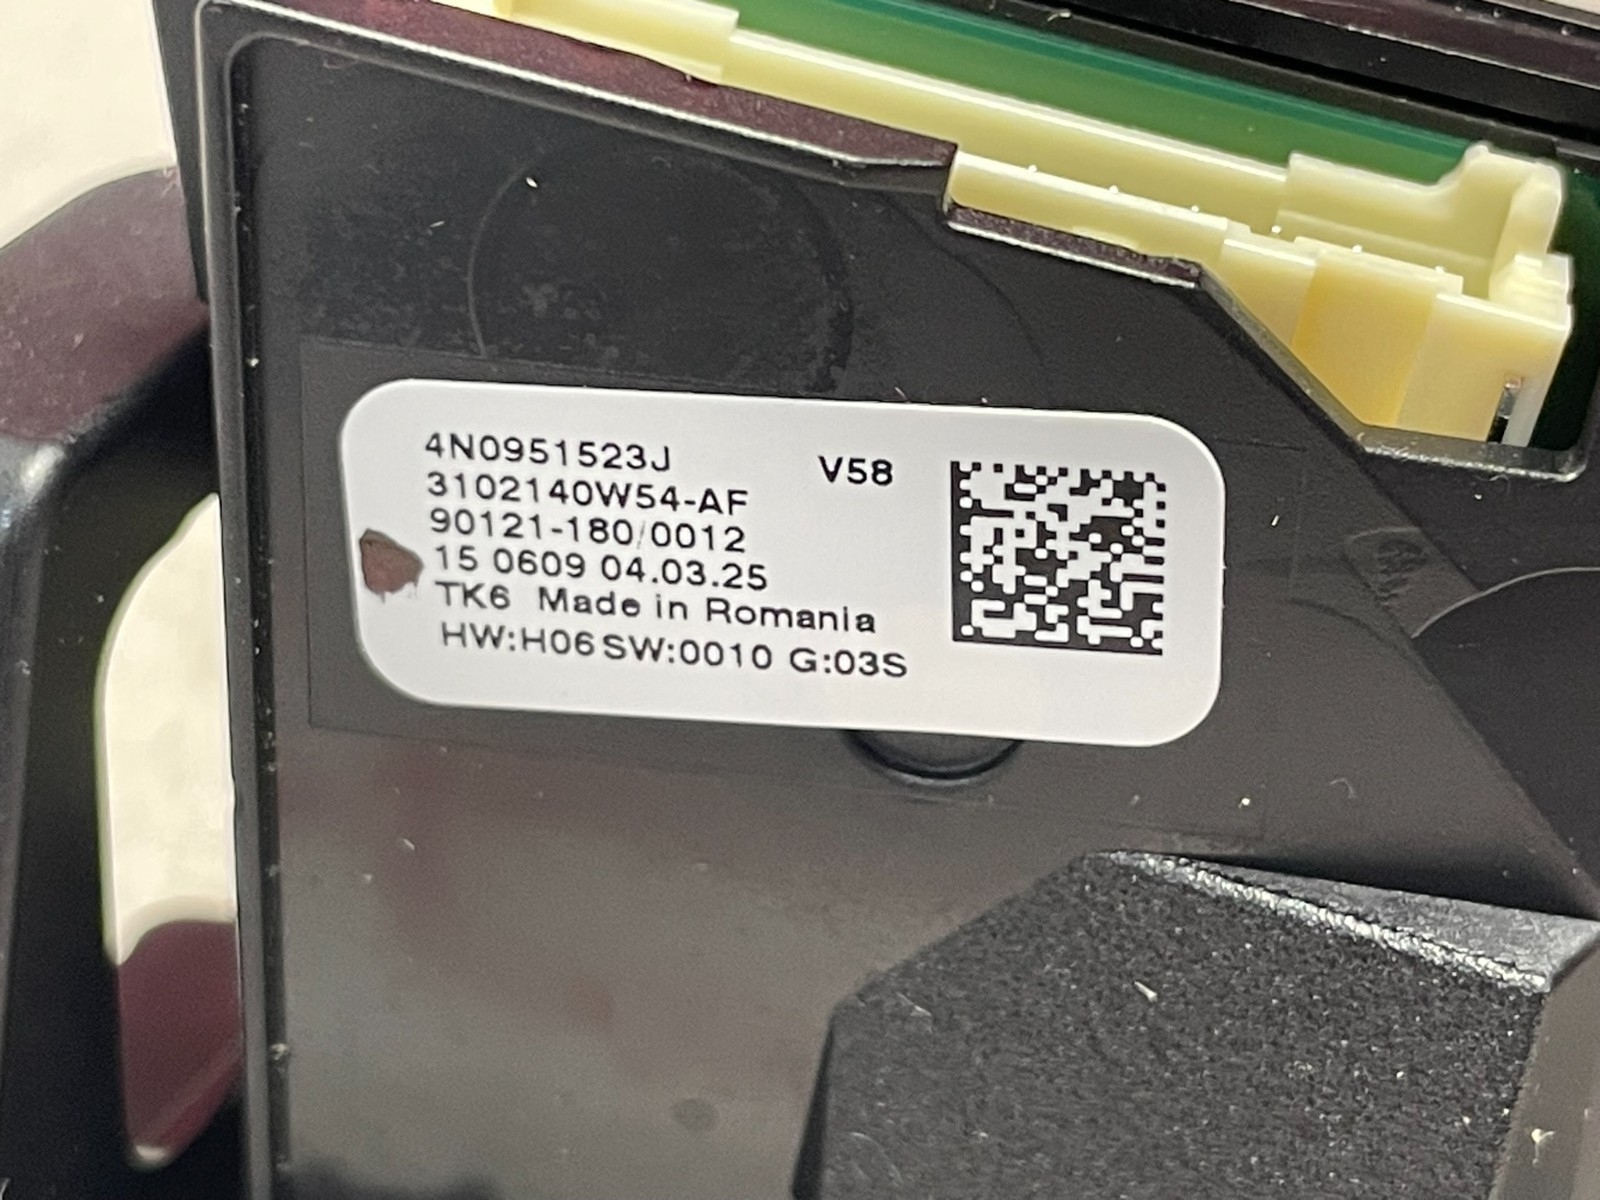 4N0951523J V58
3102140W54-AF
90121-180/0012
15 0609 04.03.25
TK6 Made in Romania
HW:H06 SW:0010 G:03S